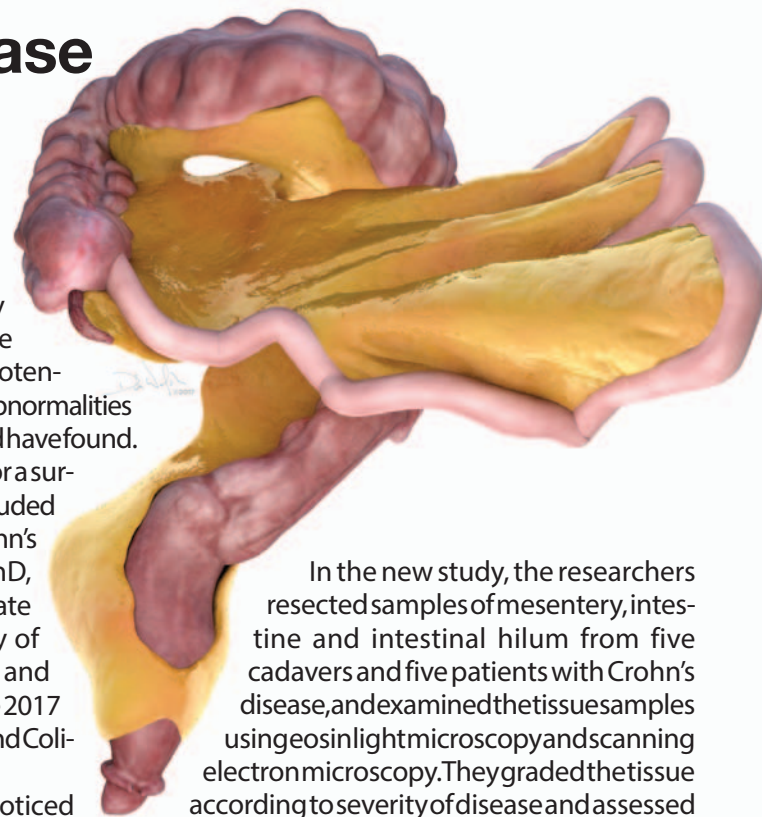 ase
y
e
oten-
bnormalities
d have found.
or a sur-
uded
hn's
hD,
ate
y of
and
2017
nd Coli-
oticed
In the new study, the researchers
resected samples of mesentery, intes-
tine and intestinal hilum from five
cadavers and five patients with Crohn's
disease, and examined the tissue samples
using eosin light microscopy and scanning
electron microscopy. They graded the tissue
according to severity of disease and assessed